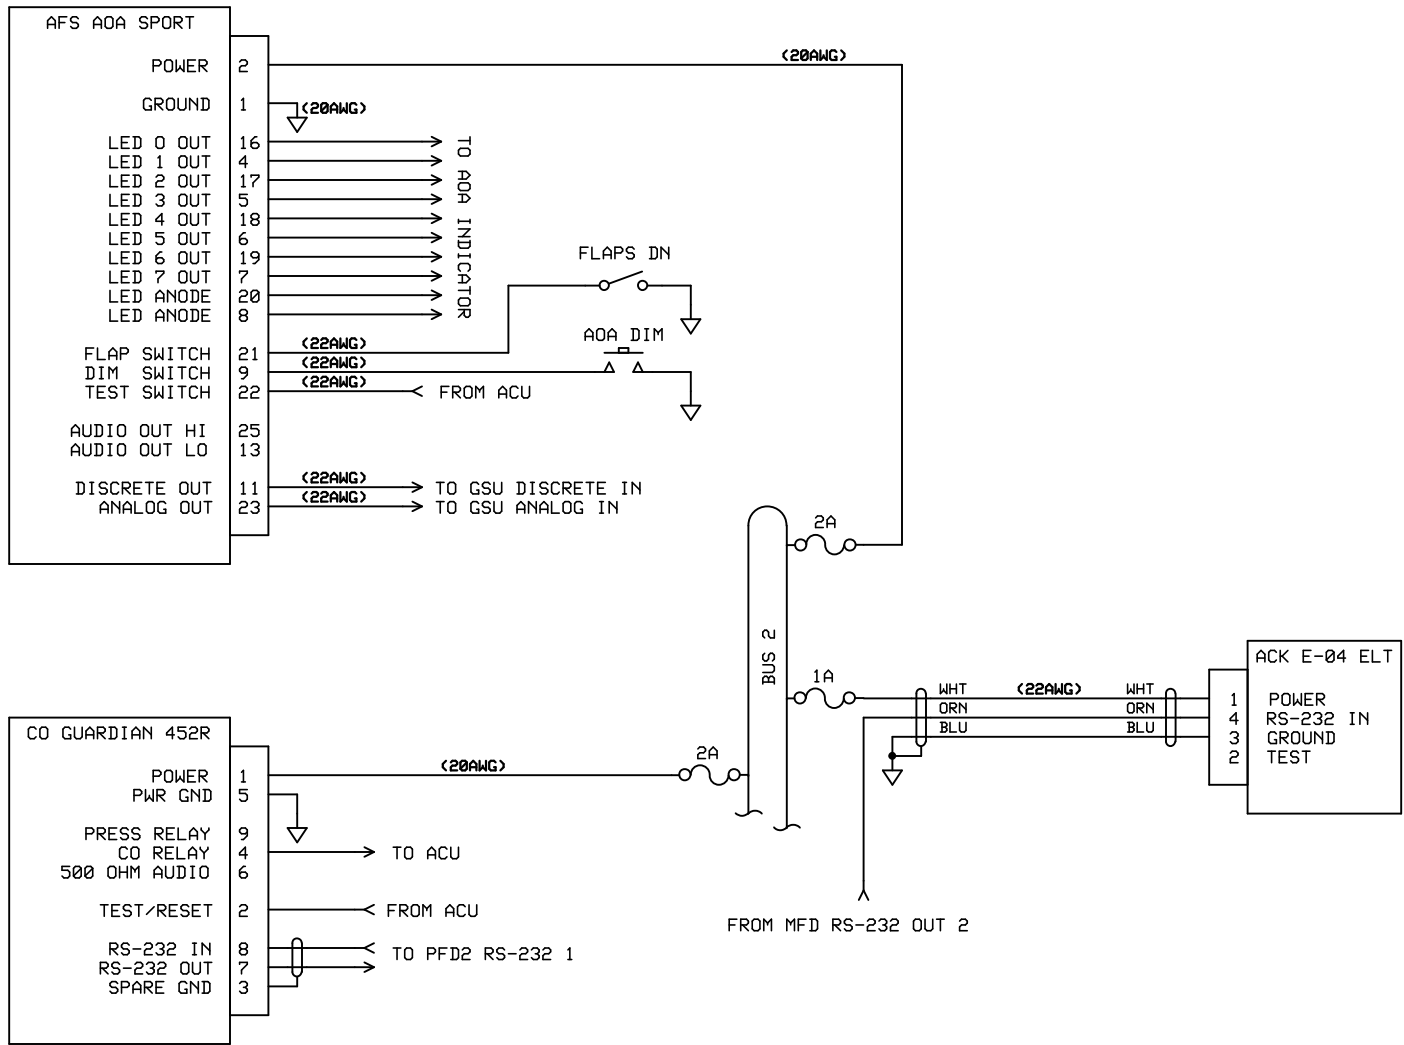 AFS AOA SPORT
POWER 2 (20AWG)
GROUND 1 (20AWG)
LED 0 OUT 16
LED 1 OUT 4
LED 2 OUT 17
LED 3 OUT 5
LED 4 OUT 18
LED 5 OUT 6
LED 6 OUT 19
LED 7 OUT 7
LED ANODE 20
LED ANODE 8
TO AOA INDICATOR
FLAPS DN
AOA DIM
FLAP SWITCH 21 (22AWG)
DIM SWITCH 9 (22AWG)
TEST SWITCH 22 (22AWG) FROM ACU
AUDIO OUT HI 25
AUDIO OUT LO 13
DISCRETE OUT 11 (22AWG) TO GSU DISCRETE IN
ANALOG OUT 23 (22AWG) TO GSU ANALOG IN
2A
BUS 2
1A
2A
WHT (22AWG) WHT
ORN ORN
BLU BLU
ACK E-04 ELT
1 POWER
4 RS-232 IN
3 GROUND
2 TEST
FROM MFD RS-232 OUT 2
CO GUARDIAN 452R
POWER 1 (20AWG)
PWR GND 5
PRESS RELAY 9
CO RELAY 4 TO ACU
500 OHM AUDIO 6
TEST/RESET 2 FROM ACU
RS-232 IN 8
RS-232 OUT 7
TO PFD2 RS-232 1
SPARE GND 3